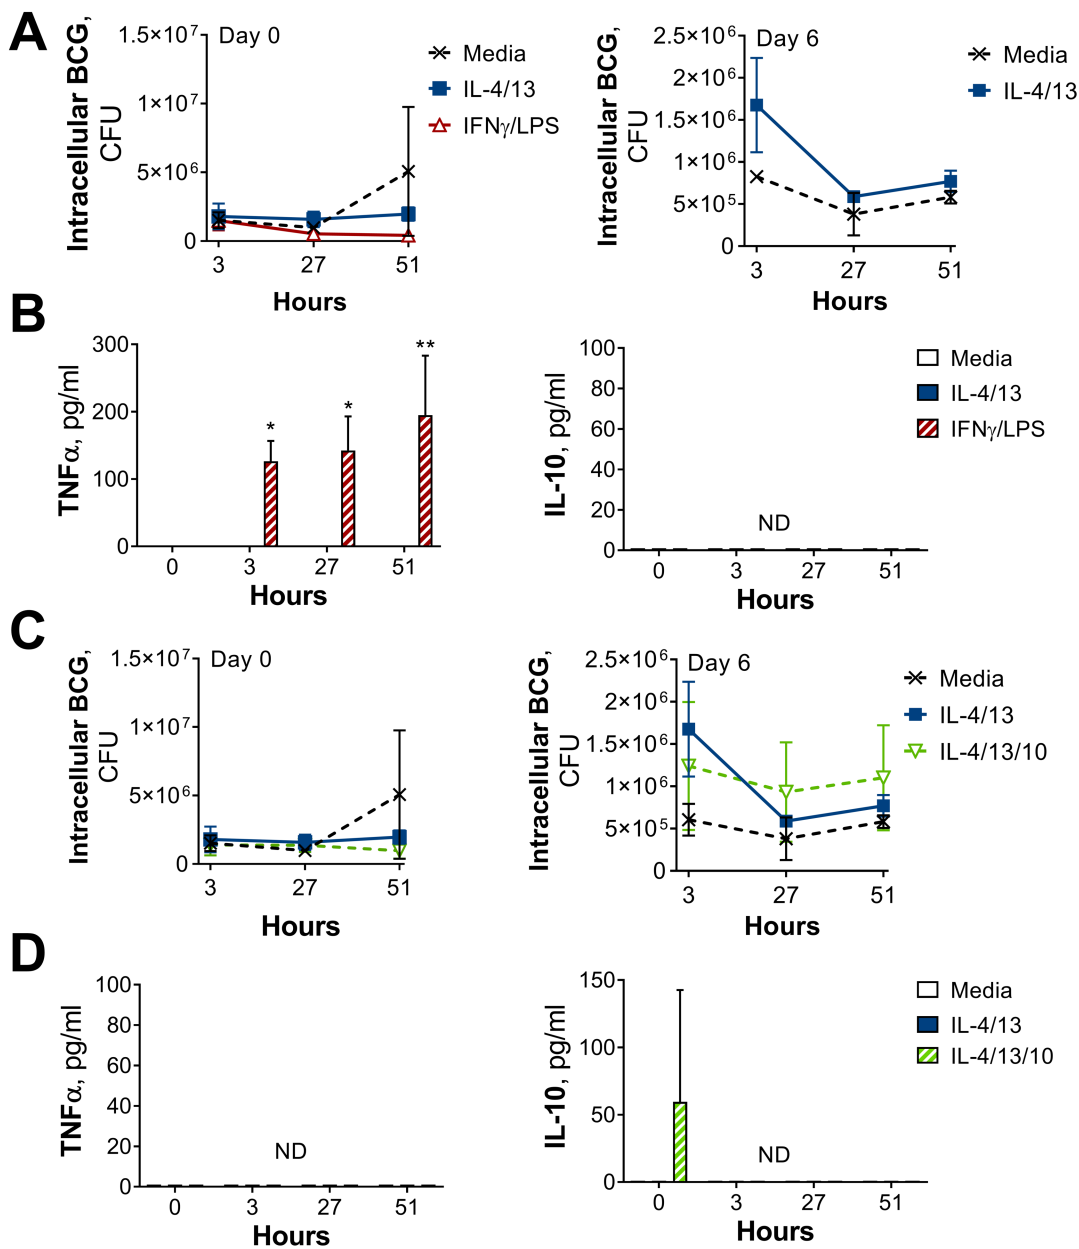 A
Intracellular BCG,
CFU
1.5×10⁷
1×10⁷
5×10⁶
0
Day 0
3 27 51
Hours
Media
IL-4/13
IFNγ/LPS
Intracellular BCG,
CFU
2.5×10⁶
2×10⁶
1.5×10⁶
1×10⁶
5×10⁵
0
Day 6
3 27 51
Hours
Media
IL-4/13
B
TNFα, pg/ml
300
200
100
0
*
*
**
0 3 27 51
Hours
IL-10, pg/ml
100
80
60
40
20
0
ND
0 3 27 51
Hours
Media
IL-4/13
IFNγ/LPS
C
Intracellular BCG,
CFU
1.5×10⁷
1×10⁷
5×10⁶
0
Day 0
3 27 51
Hours
Intracellular BCG,
CFU
2.5×10⁶
2×10⁶
1.5×10⁶
1×10⁶
5×10⁵
0
Day 6
3 27 51
Hours
Media
IL-4/13
IL-4/13/10
D
TNFα, pg/ml
100
80
60
40
20
0
ND
0 3 27 51
Hours
IL-10, pg/ml
150
100
50
0
ND
0 3 27 51
Hours
Media
IL-4/13
IL-4/13/10